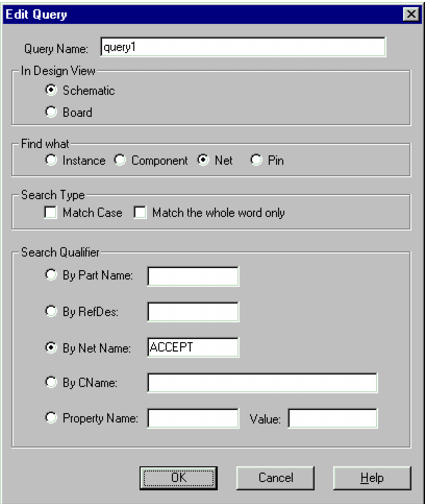 Edit Query
Query Name: query1
In Design View
Schematic
Board
Find what
Instance Component Net Pin
Search Type
Match Case Match the whole word only
Search Qualifier
By Part Name:
By RefDes:
By Net Name: ACCEPT
By CName:
Property Name: Value:
OK Cancel Help